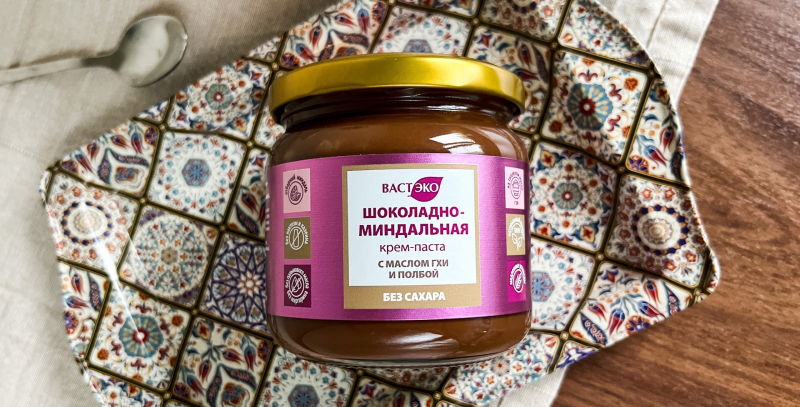 ВАСТЭКО
ШОКОЛАДНО-
МИНДАЛЬНАЯ
крем-паста
С МАСЛОМ ГХИ
И ПОЛБОЙ
БЕЗ САХАРА